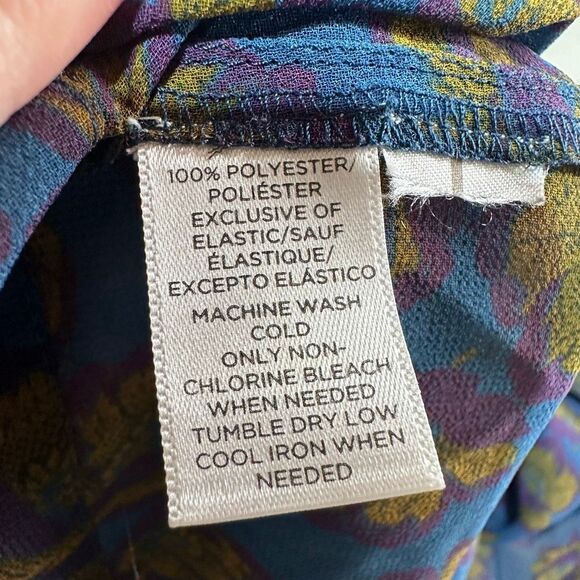 100% POLYESTER/
POLIÉSTER
EXCLUSIVE OF
ELASTIC/SAUF
ÉLASTIQUE/
EXCEPTO ELÁSTICO
MACHINE WASH
COLD
ONLY NON-
CHLORINE BLEACH
WHEN NEEDED
TUMBLE DRY LOW
COOL IRON WHEN
NEEDED